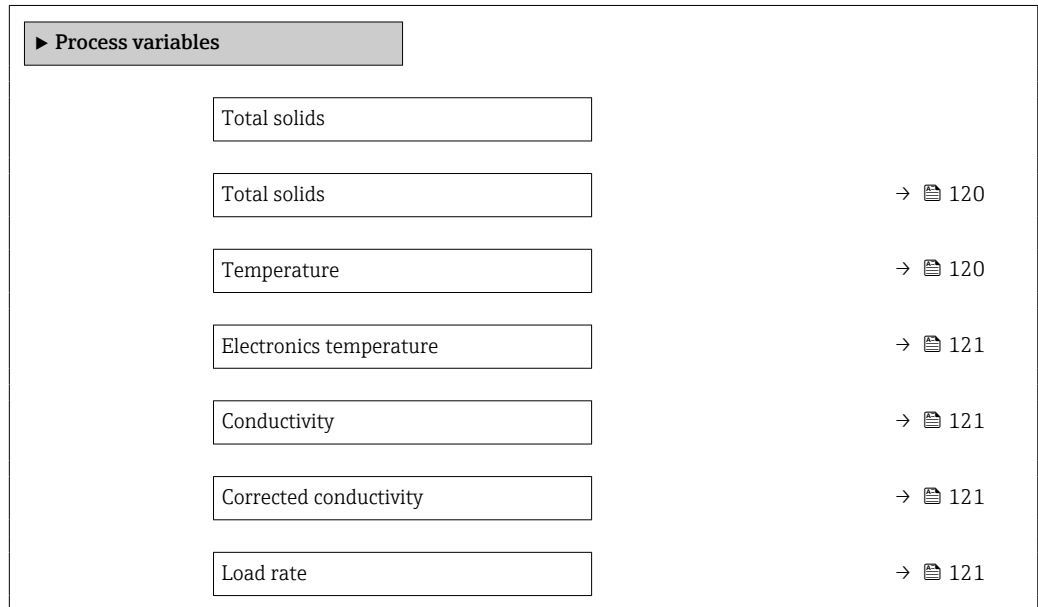 ▶ Process variables
Total solids
Total solids → 120
Temperature → 120
Electronics temperature → 121
Conductivity → 121
Corrected conductivity → 121
Load rate → 121